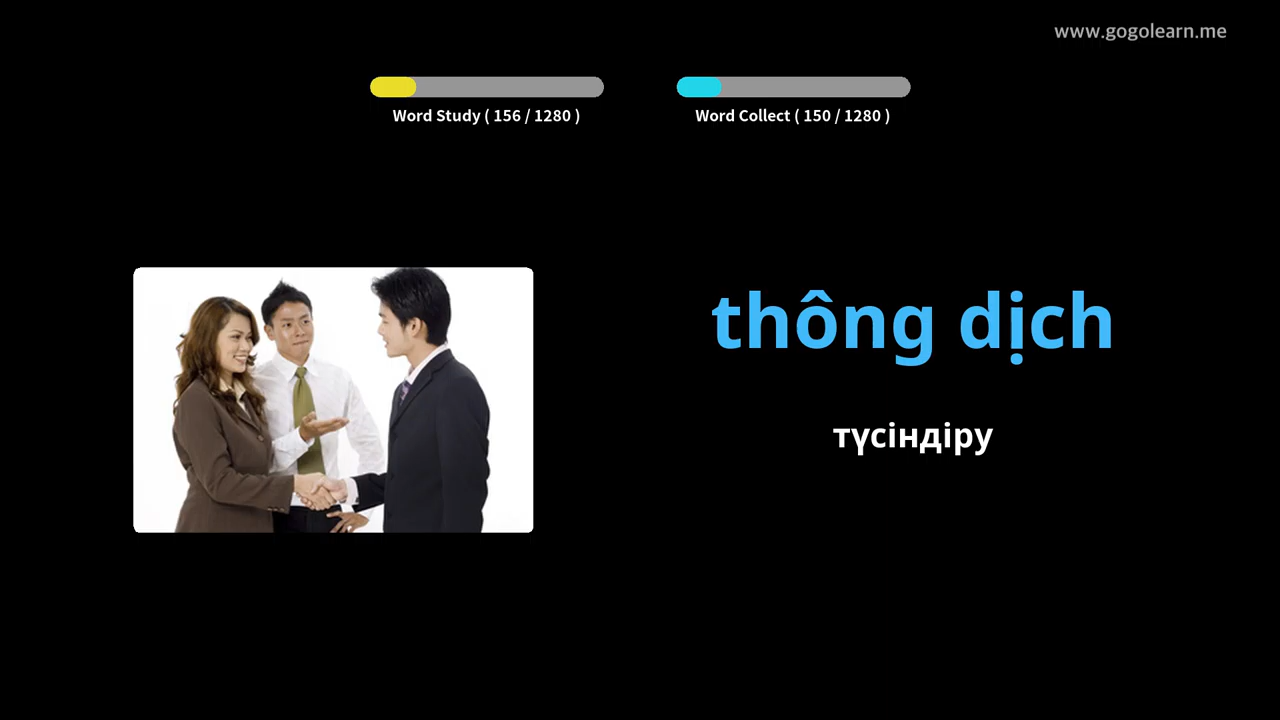 www.gogolearn.me
Word Study ( 156 / 1280 )
Word Collect ( 150 / 1280 )
thông dịch
түсіндіру